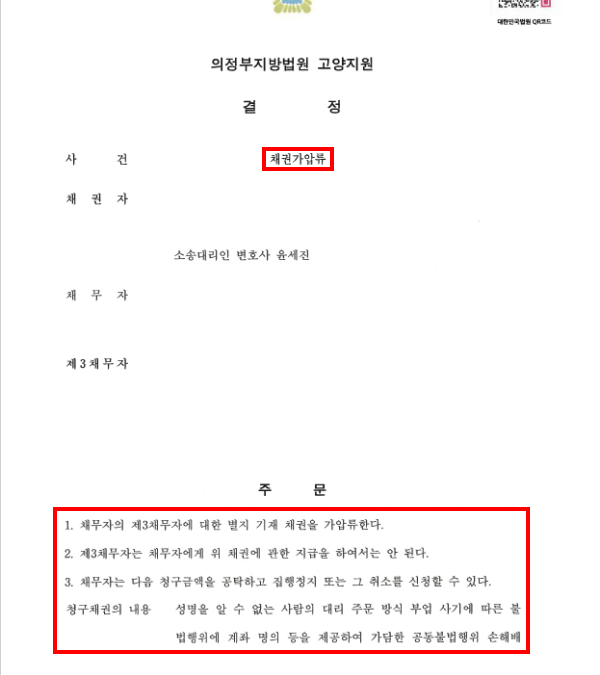 대한민국법원 QR코드
의정부지방법원 고양지원
결 정
사 건 채권가압류
채 권 자
소송대리인 변호사 윤세진
채 무 자
제3채무자
주 문
1. 채무자의 제3채무자에 대한 별지 기재 채권을 가압류한다.
2. 제3채무자는 채무자에게 위 채권에 관한 지급을 하여서는 안 된다.
3. 채무자는 다음 청구금액을 공탁하고 집행정지 또는 그 취소를 신청할 수 있다.
청구채권의 내용 성명을 알 수 없는 사람의 대리 주문 방식 부업 사기에 따른 불
법행위에 계좌 명의 등을 제공하여 가담한 공동불법행위 손해배